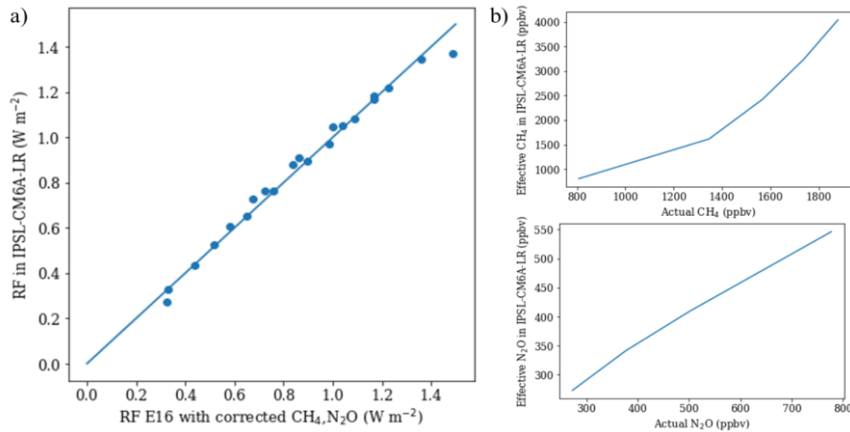 a)
RF in IPSL-CM6A-LR (W m⁻²)
1.4
1.2
1.0
0.8
0.6
0.4
0.2
0.0
0.0 0.2 0.4 0.6 0.8 1.0 1.2 1.4
RF E16 with corrected CH₄,N₂O (W m⁻²)
b)
Effective CH₄ in IPSL-CM6A-LR (ppbv)
4000
3500
3000
2500
2000
1500
1000
800 1000 1200 1400 1600 1800
Actual CH₄ (ppbv)
Effective N₂O in IPSL-CM6A-LR (ppbv)
550
500
450
400
350
300
300 400 500 600 700 800
Actual N₂O (ppbv)